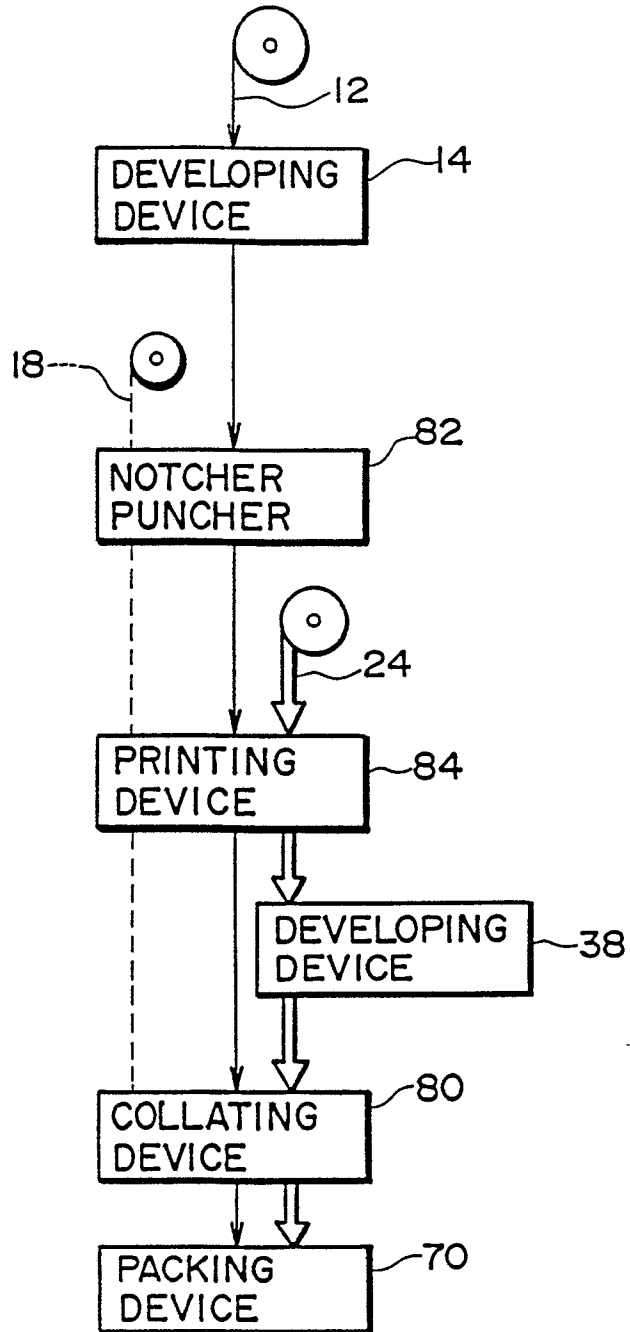 12
DEVELOPING
DEVICE
14
18
NOTCHER
PUNCHER
82
24
PRINTING
DEVICE
84
DEVELOPING
DEVICE
38
COLLATING
DEVICE
80
PACKING
DEVICE
70